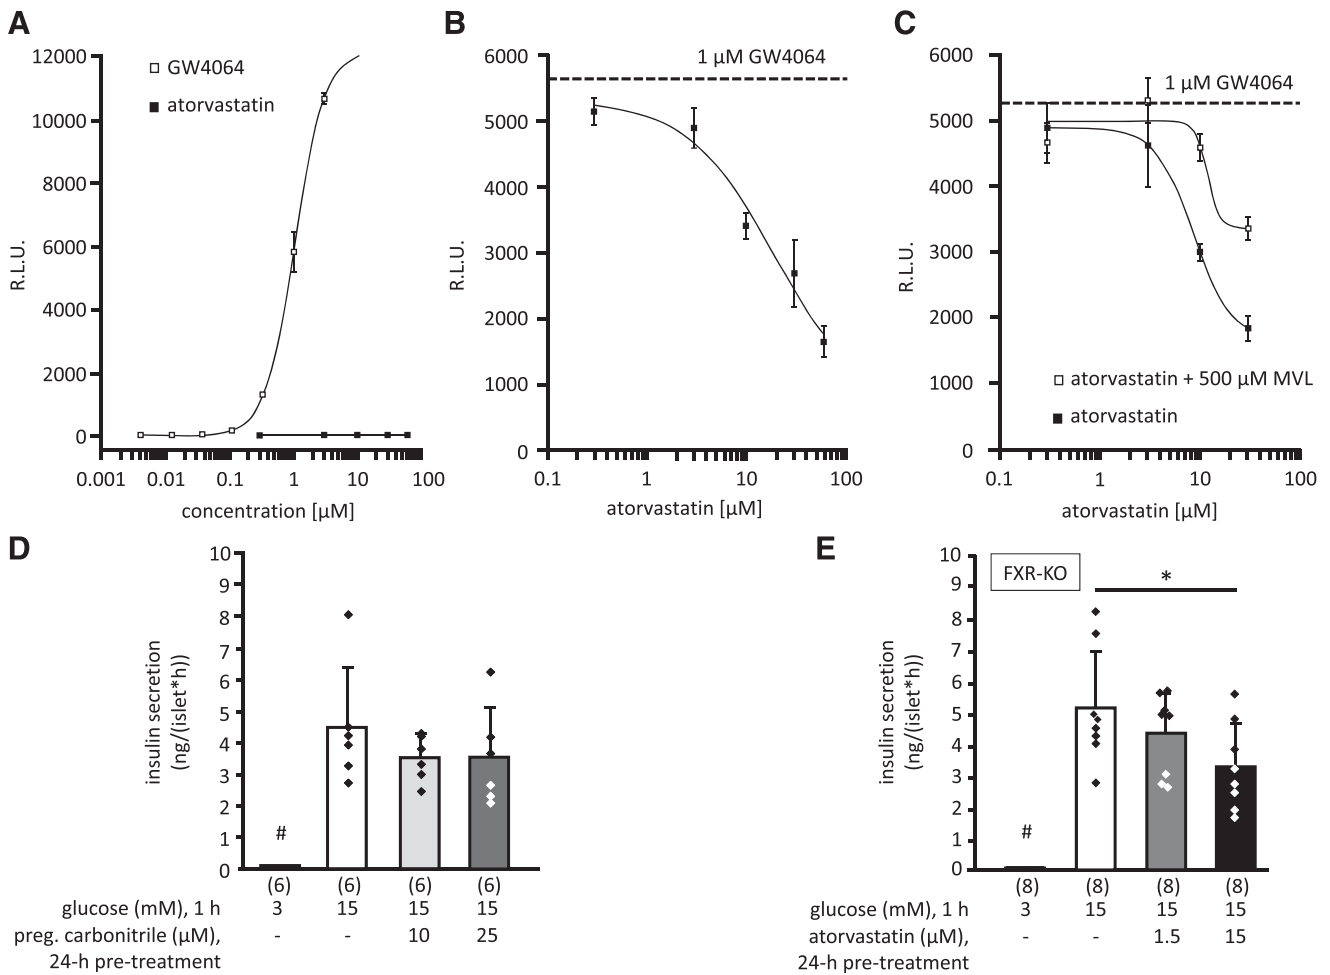 A
12000
10000
8000
6000
4000
2000
0
R.L.U.
GW4064
atorvastatin
0.001 0.01 0.1 1 10 100
concentration [µM]
B
6000
5000
4000
3000
2000
1000
0
R.L.U.
1 µM GW4064
0.1 1 10 100
atorvastatin [µM]
C
6000
5000
4000
3000
2000
1000
0
R.L.U.
1 µM GW4064
atorvastatin + 500 µM MVL
atorvastatin
0.1 1 10 100
atorvastatin [µM]
D
10
9
8
7
6
5
4
3
2
1
0
insulin secretion
(ng/(islet*h))
#
(6) (6) (6) (6)
glucose (mM), 1 h 3 15 15 15
preg. carbonitrile (µM), - - 10 25
24-h pre-treatment
E
10
9
8
7
6
5
4
3
2
1
0
insulin secretion
(ng/(islet*h))
FXR-KO
*
#
(8) (8) (8) (8)
glucose (mM), 1 h 3 15 15 15
atorvastatin (µM), - - 1.5 15
24-h pre-treatment